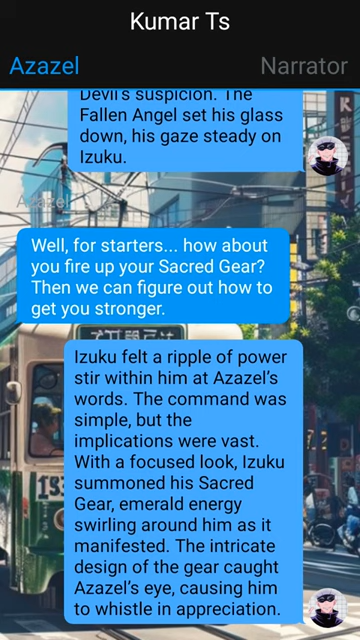 Kumar Ts
Azazel
Narrator
Devil's suspicion. The
Fallen Angel set his glass
down, his gaze steady on
Izuku.
Azazel
Well, for starters... how about
you fire up your Sacred Gear?
Then we can figure out how to
get you stronger.
Izuku felt a ripple of power
stir within him at Azazel's
words. The command was
simple, but the
implications were vast.
With a focused look, Izuku
summoned his Sacred
Gear, emerald energy
swirling around him as it
manifested. The intricate
design of the gear caught
Azazel's eye, causing him
to whistle in appreciation.